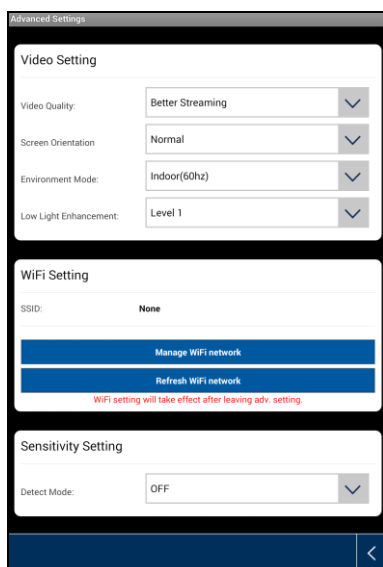 Advanced Settings
Video Setting
Video Quality: Better Streaming
Screen Orientation Normal
Environment Mode: Indoor(60hz)
Low Light Enhancement: Level 1
WiFi Setting
SSID: None
Manage WiFi network
Refresh WiFi network
WiFi setting will take effect after leaving adv. setting.
Sensitivity Setting
Detect Mode: OFF